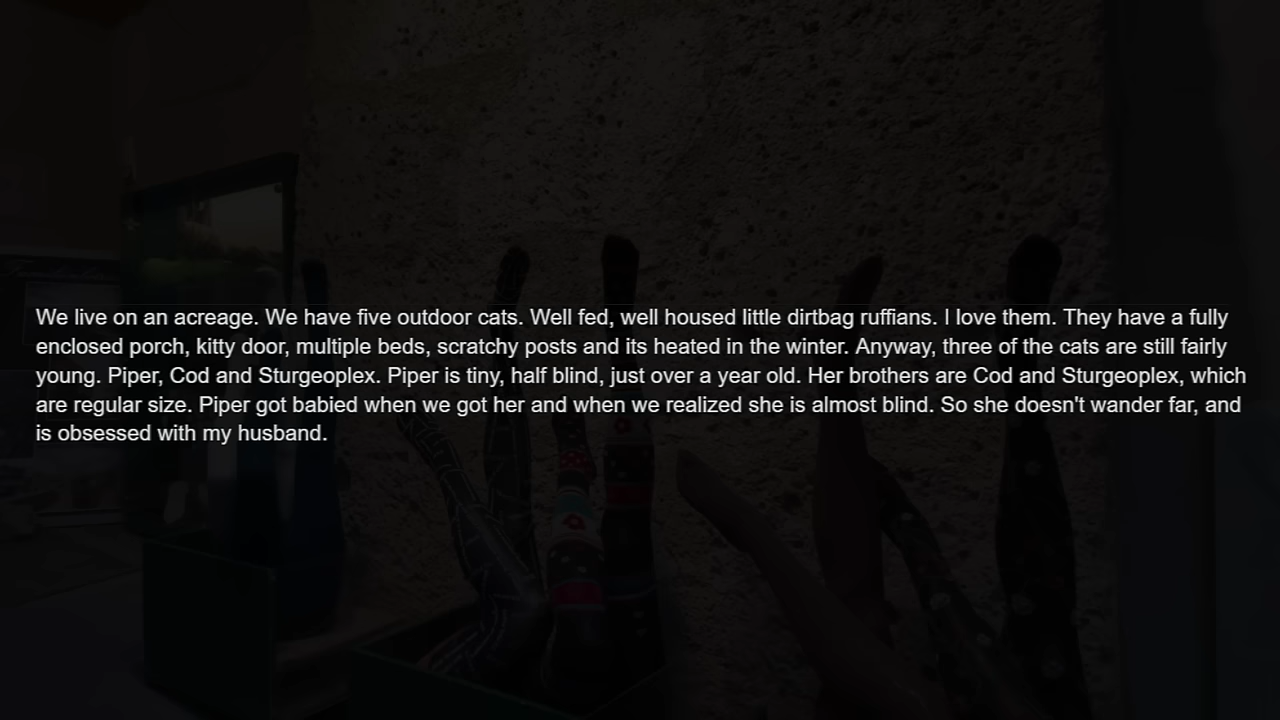 We live on an acreage. We have five outdoor cats. Well fed, well housed little dirtbag ruffians. I love them. They have a fully
enclosed porch, kitty door, multiple beds, scratchy posts and its heated in the winter. Anyway, three of the cats are still fairly
young. Piper, Cod and Sturgeoplex. Piper is tiny, half blind, just over a year old. Her brothers are Cod and Sturgeoplex, which
are regular size. Piper got babied when we got her and when we realized she is almost blind. So she doesn't wander far, and
is obsessed with my husband.